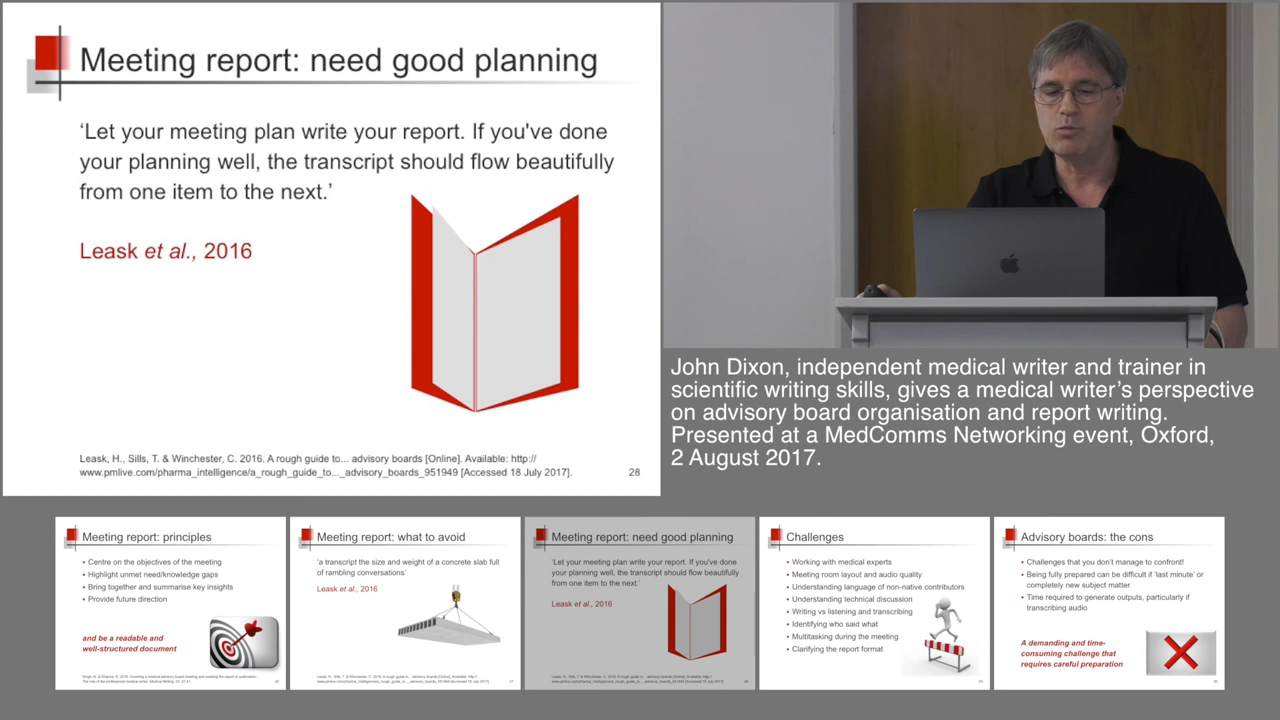 Meeting report: need good planning
‘Let your meeting plan write your report. If you've done
your planning well, the transcript should flow beautifully
from one item to the next.’
Leask et al., 2016
Leask, H., Sills, T. & Winchester, C. 2016. A rough guide to... advisory boards [Online]. Available: http://
www.pmlive.com/pharma_intelligence/a_rough_guide_to..._advisory_boards_951949 [Accessed 18 July 2017].
28
John Dixon, independent medical writer and trainer in
scientific writing skills, gives a medical writer’s perspective
on advisory board organisation and report writing.
Presented at a MedComms Networking event, Oxford,
2 August 2017.
Meeting report: principles
• Centre on the objectives of the meeting
• Highlight unmet need/knowledge gaps
• Bring together and summarise key insights
• Provide future direction
and be a readable and
well-structured document
Meeting report: what to avoid
‘a transcript the size and weight of a concrete slab full
of rambling conversations’
Leask et al., 2016
Meeting report: need good planning
‘Let your meeting plan write your report. If you've done
your planning well, the transcript should flow beautifully
from one item to the next.’
Leask et al., 2016
Challenges
• Working with medical experts
• Meeting room layout and audio quality
• Understanding language of non-native contributors
• Understanding technical discussion
• Writing vs listening and transcribing
• Identifying who said what
• Multitasking during the meeting
• Clarifying the report format
Advisory boards: the cons
• Challenges that you don’t manage to confront!
• Being fully prepared can be difficult if ‘last minute’ or
completely new subject matter
• Time required to generate outputs, particularly if
transcribing audio
A demanding and time-
consuming challenge that
requires careful preparation